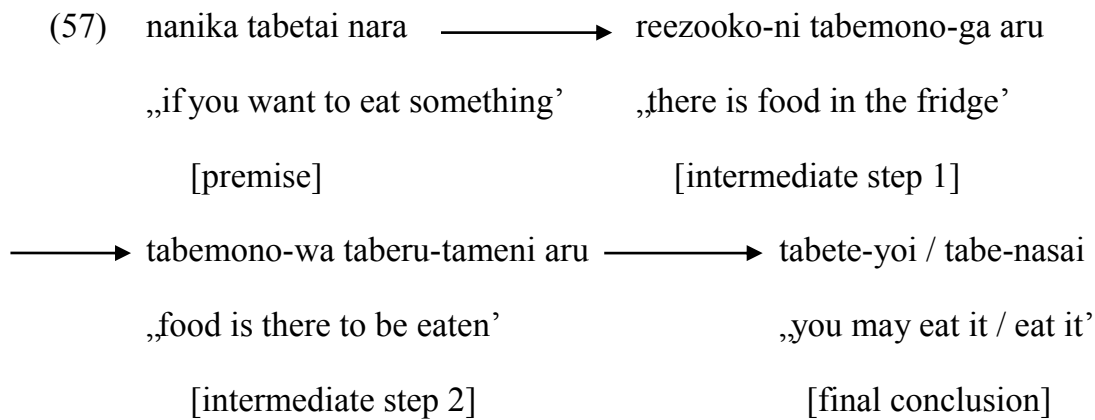 (57) nanika tabetai nara reezooko-ni tabemono-ga aru
„if you want to eat something’ „there is food in the fridge’
[premise] [intermediate step 1]
tabemono-wa taberu-tameni aru tabete-yoi / tabe-nasai
„food is there to be eaten’ „you may eat it / eat it’
[intermediate step 2] [final conclusion]